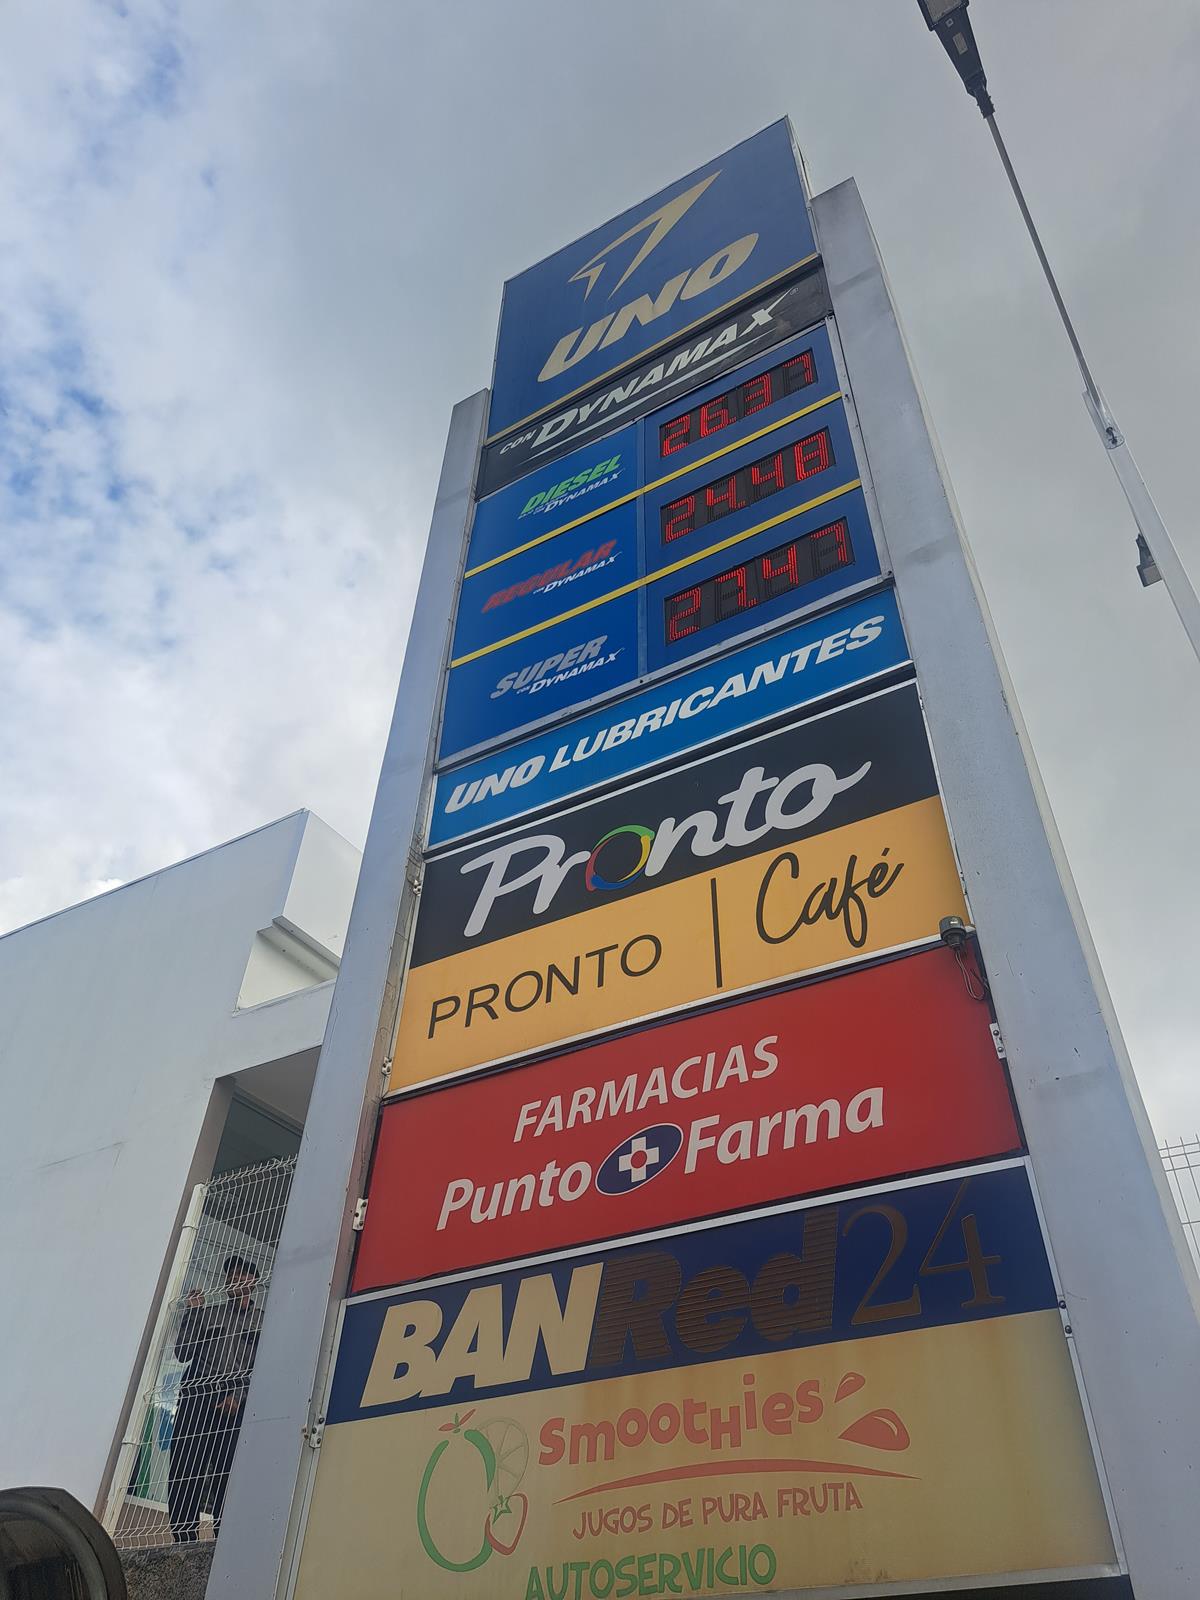 UNO
CON DYNAMAX®
DIESEL 26.37
CON DYNAMAX
REGULAR 24.48
CON DYNAMAX
SUPER 27.47
CON DYNAMAX
UNO LUBRICANTES
Pronto
PRONTO | Café
FARMACIAS
Punto Farma
BANRed24
Smoothies
JUGOS DE PURA FRUTA
AUTOSERVICIO